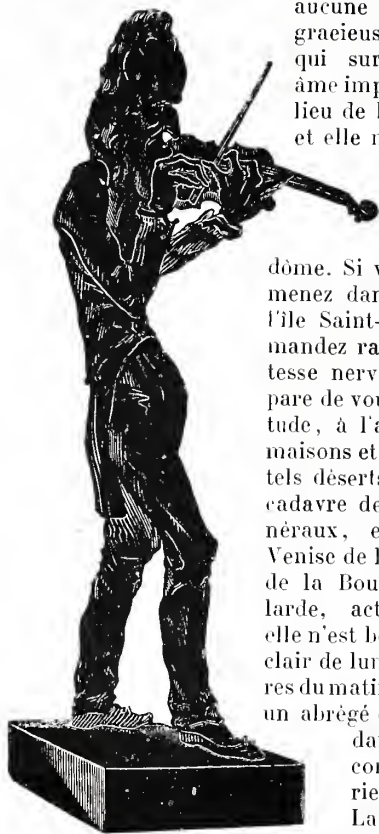 aucune
gracieus
qui sur
âme imp
lieu de
et elle
dôme. Si
menez dan
l'île Saint-
mandez ra
tesse nerv
pare de vou
tude, à l'a
maisons et
tels déserts
cadavre de
néraux, e
Venise de
de la Bou
larde, act
elle n'est
clair de lun
res du matin
un abrégé
da
con
rie
La